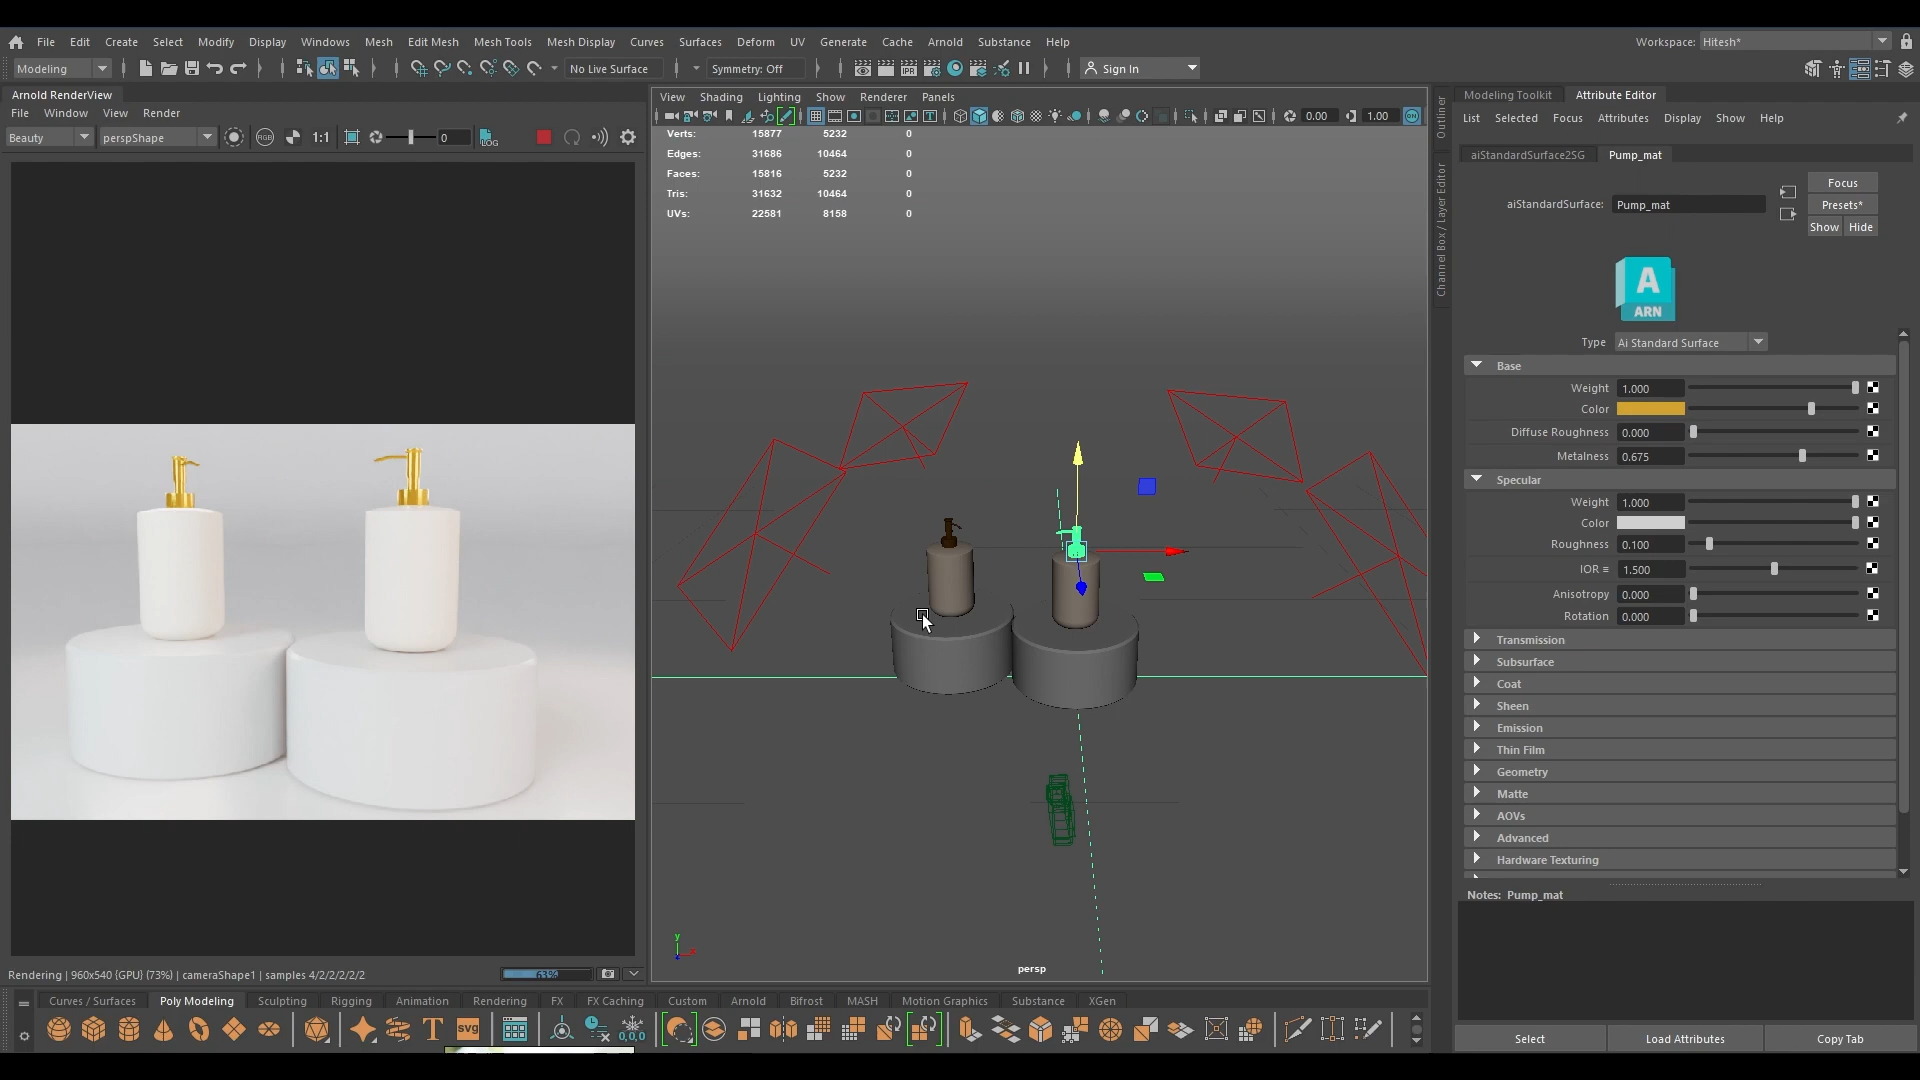 File Edit Create Select Modify Display Windows Mesh Edit Mesh Mesh Tools Mesh Display Curves Surfaces Deform UV Generate Cache Arnold Substance Help
Workspace: Hitesh*
Modeling
No Live Surface
Symmetry: Off
IPR
Sign In
Arnold RenderView
File Window View Render
Beauty
perspShape
RGB
1:1
0
LOG
View Shading Lighting Show Renderer Panels
0.00
1.00
ON
Verts: 15877 5232 0
Edges: 31686 10464 0
Faces: 15816 5232 0
Tris: 31632 10464 0
UVs: 22581 8158 0
y
persp
Outliner
Channel Box / Layer Editor
Modeling Toolkit Attribute Editor
List Selected Focus Attributes Display Show Help
aiStandardSurface2SG Pump_mat
Focus
aiStandardSurface: Pump_mat
Presets*
Show Hide
A
ARN
Type Ai Standard Surface
Base
Weight 1.000
Color
Diffuse Roughness 0.000
Metalness 0.675
Specular
Weight 1.000
Color
Roughness 0.100
IOR = 1.500
Anisotropy 0.000
Rotation 0.000
Transmission
Subsurface
Coat
Sheen
Emission
Thin Film
Geometry
Matte
AOVs
Advanced
Hardware Texturing
Notes: Pump_mat
Select Load Attributes Copy Tab
Rendering | 960x540 {GPU} (73%) | cameraShape1 | samples 4/2/2/2/2/2
63%
Curves / Surfaces Poly Modeling Sculpting Rigging Animation Rendering FX FX Caching Custom Arnold Bifrost MASH Motion Graphics Substance XGen
T
svg
0,0,0